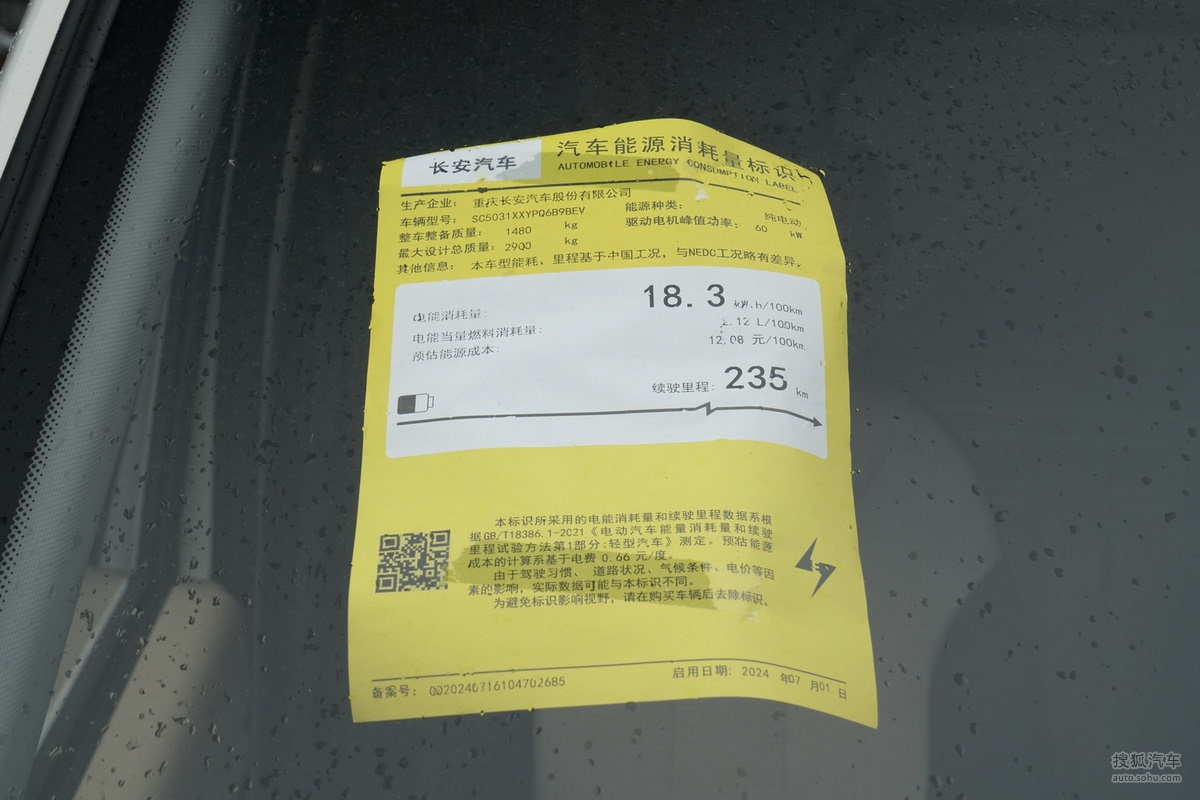 长安汽车
汽车能源消耗量标识
AUTOMOBILE ENERGY CONSUMPTION LABEL
生产企业： 重庆长安汽车股份有限公司
车辆型号： SC5031XXYPQ6B9BEV
能源种类： 纯电动
整车整备质量： 1480 kg
驱动电机峰值功率： 60 kW
最大设计总质量：2900 kg
其他信息： 本车型能耗、里程基于中国工况，与NEDC工况略有差异。
电能消耗量： 18.3 kW.h/100km
电能当量燃料消耗量： 2.12 L/100km
预估能源成本： 12.08 元/100km
续驶里程： 235 km
本标识所采用的电能消耗量和续驶里程数据系根
据GB/T18386.1-2021《电动汽车能量消耗量和续驶
里程试验方法第1部分:轻型汽车》测定。预估能源
成本的计算系基于电费 0.66 元/度。
由于驾驶习惯、 道路状况、气候条件、电价等因
素的影响，实际数据可能与本标识不同。
为避免标识影响视野，请在购买车辆后去除标识。
备案号： QD20240716104702685
启用日期: 2024 年07 月01 日
搜狐汽车
auto.sohu.com